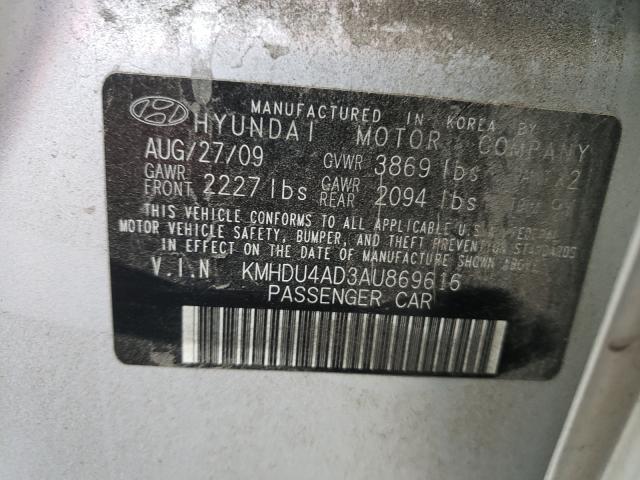 MANUFACTURED IN KOREA BY
HYUNDAI MOTOR COMPANY
AUG/27/09 GVWR 3869 lbs
GAWR FRONT 2227 lbs GAWR REAR 2094 lbs
THIS VEHICLE CONFORMS TO ALL APPLICABLE U.S. FEDERAL
MOTOR VEHICLE SAFETY, BUMPER, AND THEFT PREVENTION STANDARDS
IN EFFECT ON THE DATE OF MANUFACTURE SHOWN ABOVE.
V.I.N KMHDU4AD3AU869616
PASSENGER CAR